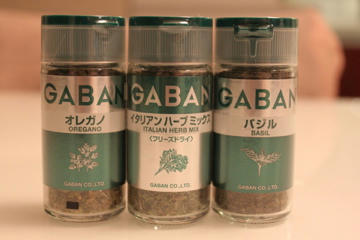 GABAN
オレガノ
OREGANO
GABAN CO.,LTD.
GABAN
イタリアンハーブミックス
ITALIAN HERB MIX
〈フリーズドライ〉
GABAN CO.,LTD.
GABAN
バジル
BASIL
GABAN CO.,LTD.